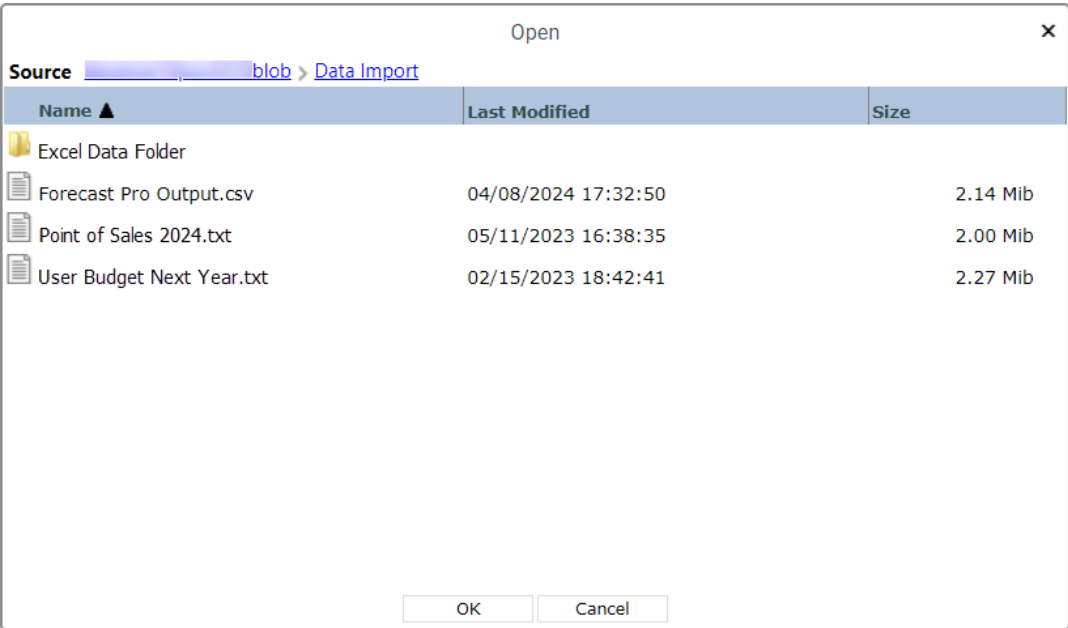 Open
Source blob > Data Import
Name ▲ Last Modified Size
Excel Data Folder
Forecast Pro Output.csv 04/08/2024 17:32:50 2.14 Mib
Point of Sales 2024.txt 05/11/2023 16:38:35 2.00 Mib
User Budget Next Year.txt 02/15/2023 18:42:41 2.27 Mib
OK Cancel